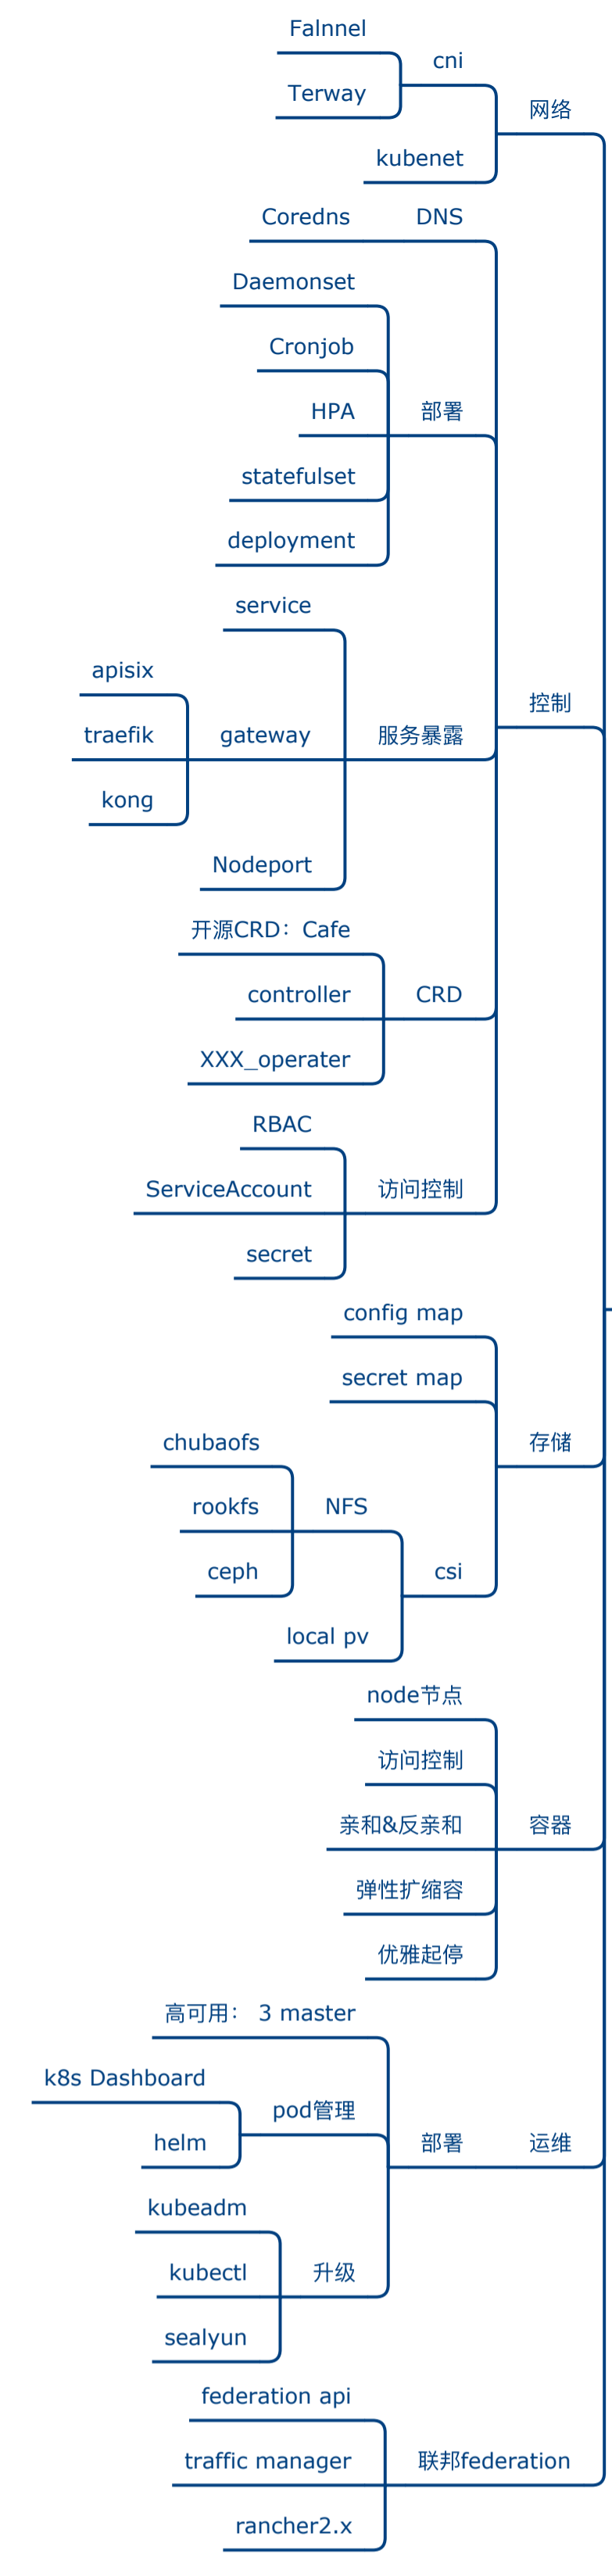 Falnnel
cni
Terway
网络
kubenet
Coredns
DNS
Daemonset
Cronjob
HPA
部署
statefulset
deployment
service
apisix
traefik
gateway
服务暴露
控制
kong
Nodeport
开源CRD：Cafe
controller
CRD
XXX_operater
RBAC
ServiceAccount
访问控制
secret
config map
secret map
chubaofs
存储
rookfs
NFS
ceph
csi
local pv
node节点
访问控制
亲和&反亲和
容器
弹性扩缩容
优雅起停
高可用： 3 master
k8s Dashboard
pod管理
helm
部署
运维
kubeadm
kubectl
升级
sealyun
federation api
traffic manager
联邦federation
rancher2.x